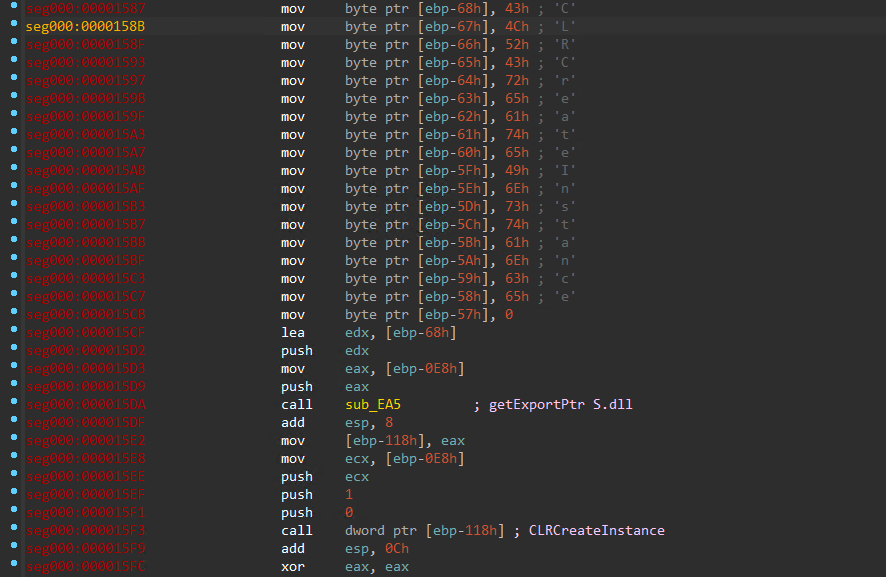 seg000:00001587 mov byte ptr [ebp-68h], 43h ; 'C'
seg000:0000158B mov byte ptr [ebp-67h], 4Ch ; 'L'
seg000:0000158F mov byte ptr [ebp-66h], 52h ; 'R'
seg000:00001593 mov byte ptr [ebp-65h], 43h ; 'C'
seg000:00001597 mov byte ptr [ebp-64h], 72h ; 'r'
seg000:0000159B mov byte ptr [ebp-63h], 65h ; 'e'
seg000:0000159F mov byte ptr [ebp-62h], 61h ; 'a'
seg000:000015A3 mov byte ptr [ebp-61h], 74h ; 't'
seg000:000015A7 mov byte ptr [ebp-60h], 65h ; 'e'
seg000:000015AB mov byte ptr [ebp-5Fh], 49h ; 'I'
seg000:000015AF mov byte ptr [ebp-5Eh], 6Eh ; 'n'
seg000:000015B3 mov byte ptr [ebp-5Dh], 73h ; 's'
seg000:000015B7 mov byte ptr [ebp-5Ch], 74h ; 't'
seg000:000015BB mov byte ptr [ebp-5Bh], 61h ; 'a'
seg000:000015BF mov byte ptr [ebp-5Ah], 6Eh ; 'n'
seg000:000015C3 mov byte ptr [ebp-59h], 63h ; 'c'
seg000:000015C7 mov byte ptr [ebp-58h], 65h ; 'e'
seg000:000015CB mov byte ptr [ebp-57h], 0
seg000:000015CF lea edx, [ebp-68h]
seg000:000015D2 push edx
seg000:000015D3 mov eax, [ebp-0E8h]
seg000:000015D9 push eax
seg000:000015DA call sub_EA5 ; getExportPtr S.dll
seg000:000015DF add esp, 8
seg000:000015E2 mov [ebp-118h], eax
seg000:000015E8 mov ecx, [ebp-0E8h]
seg000:000015EE push ecx
seg000:000015EF push 1
seg000:000015F1 push 0
seg000:000015F3 call dword ptr [ebp-118h] ; CLRCreateInstance
seg000:000015F9 add esp, 0Ch
seg000:000015FC xor eax, eax